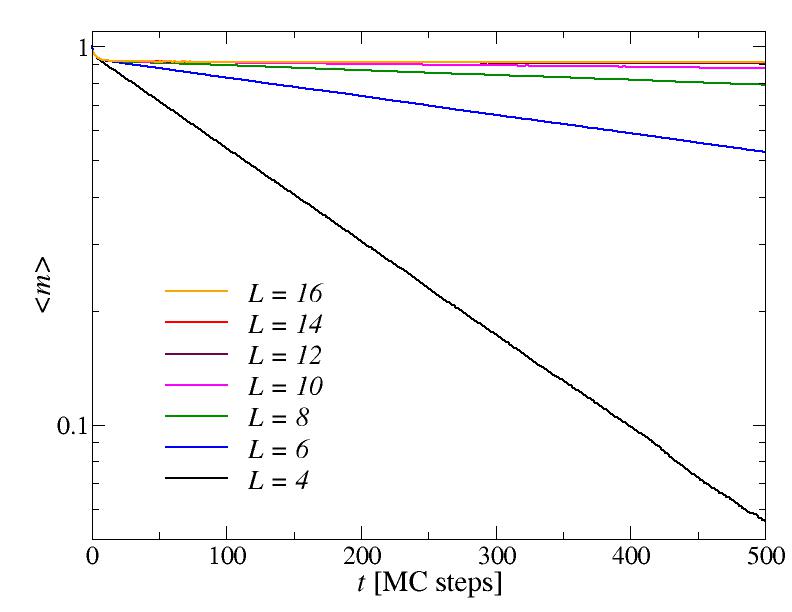 1
0.1
<m>
L = 16
L = 14
L = 12
L = 10
L = 8
L = 6
L = 4
0 100 200 300 400 500
t [MC steps]